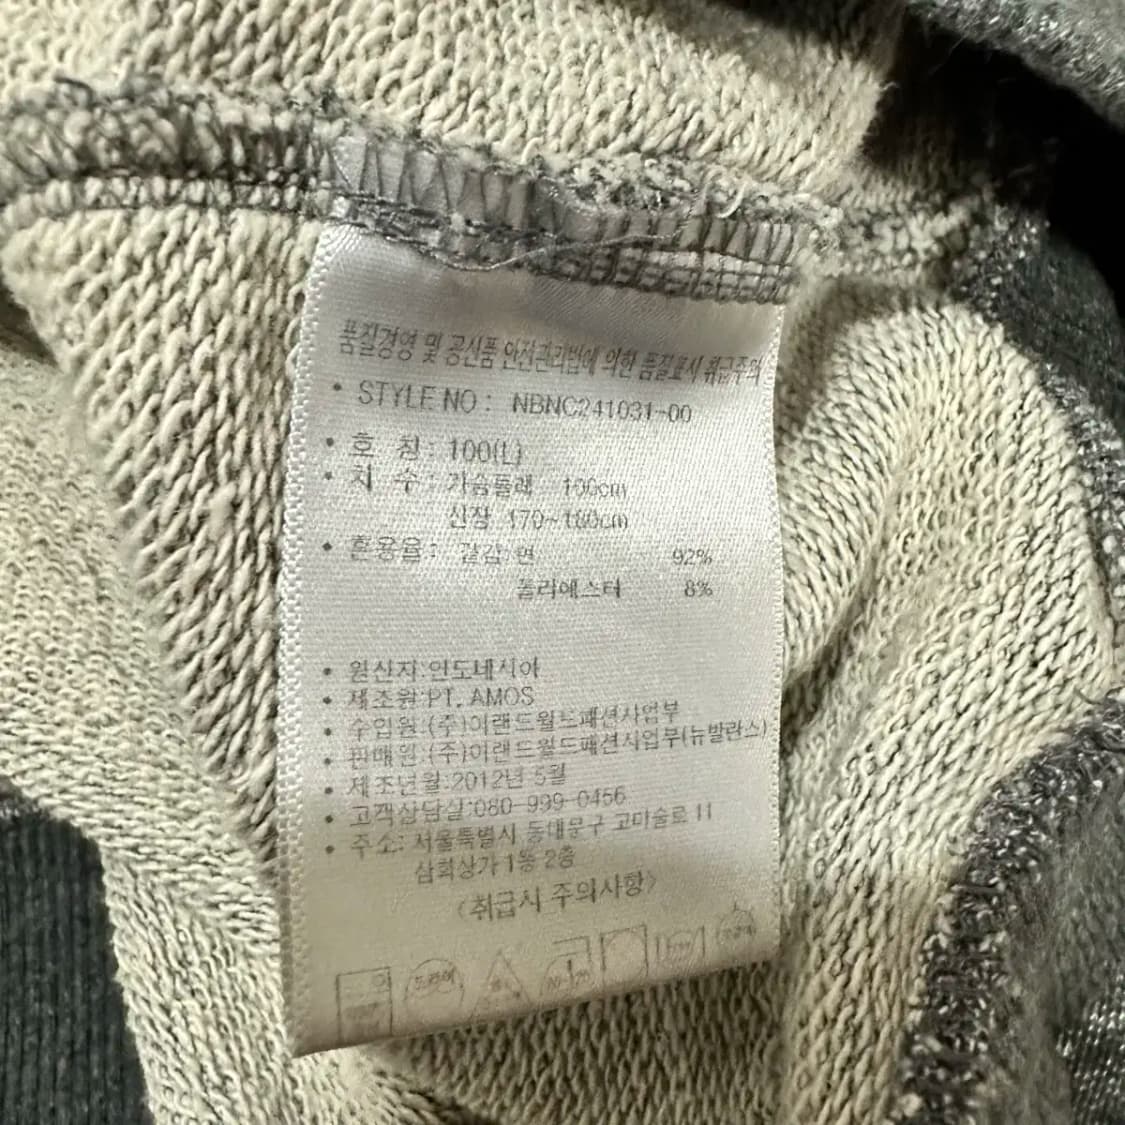 품질경영 및 공산품 안전관리법에 의한 품질표시 취급주의
• STYLE NO : NBNC241031-00
• 호 칭 : 100(L)
• 치 수 : 가슴둘레 100cm
신장 170~180cm
• 혼용율 : 겉감 면 92%
폴리에스터 8%
• 원산지:인도네시아
• 제조원:PT. AMOS
• 수입원:(주)이랜드월드패션사업부
• 판매원:(주)이랜드월드패션사업부(뉴발란스)
• 제조년월:2012년 5월
• 고객상담실:080-999-0456
• 주소: 서울특별시 동대문구 고미술로 11
삼희상가 1동 2층
〈취급시 주의사항〉